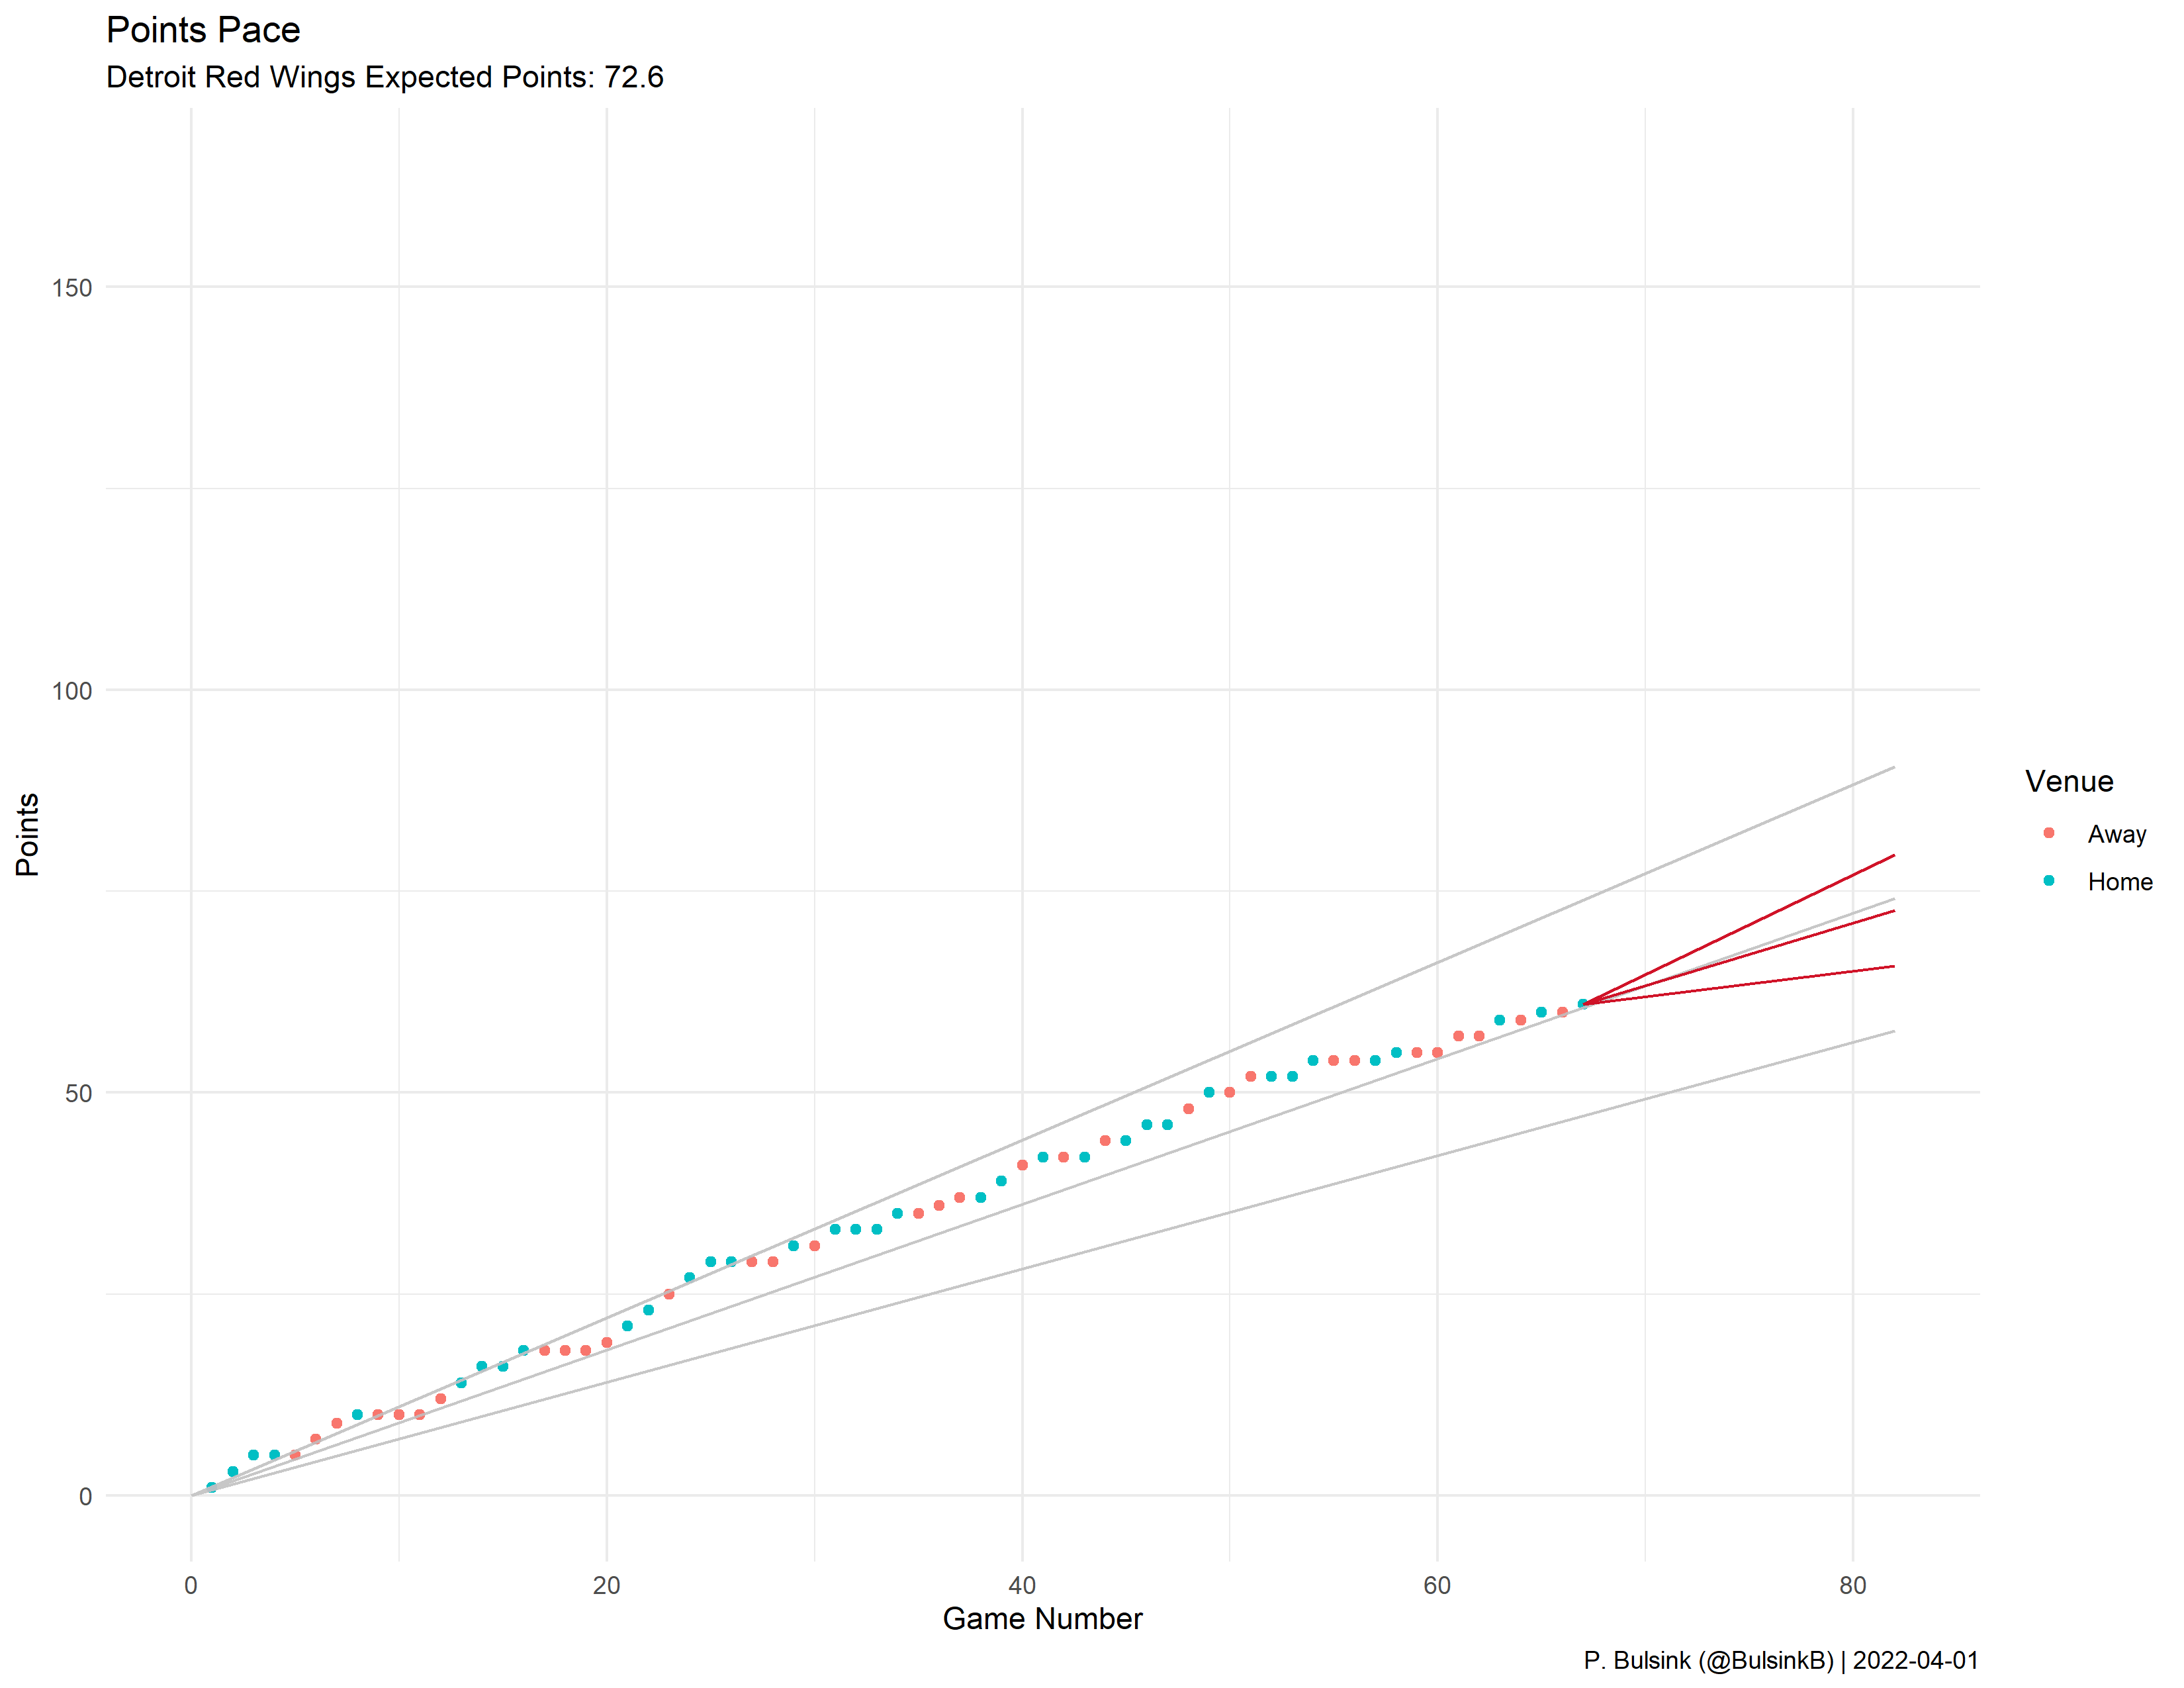 Points Pace
Detroit Red Wings Expected Points: 72.6
150
100
50
0
Points
0 20 40 60 80
Game Number
Venue
Away
Home
P. Bulsink (@BulsinkB) | 2022-04-01